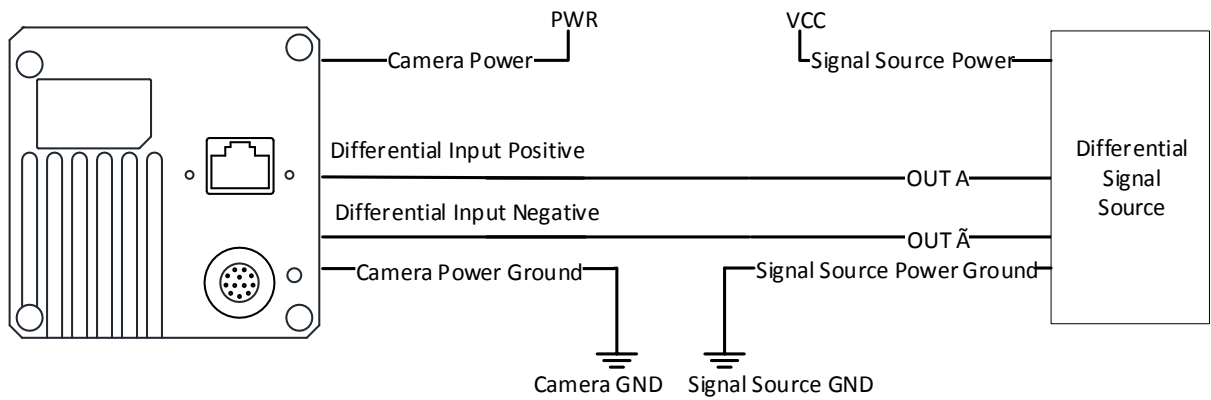 PWR
VCC
Camera Power
Signal Source Power
Differential Input Positive
OUT A
Differential
Signal
Source
Differential Input Negative
OUT Ã
Camera Power Ground
Signal Source Power Ground
Camera GND
Signal Source GND